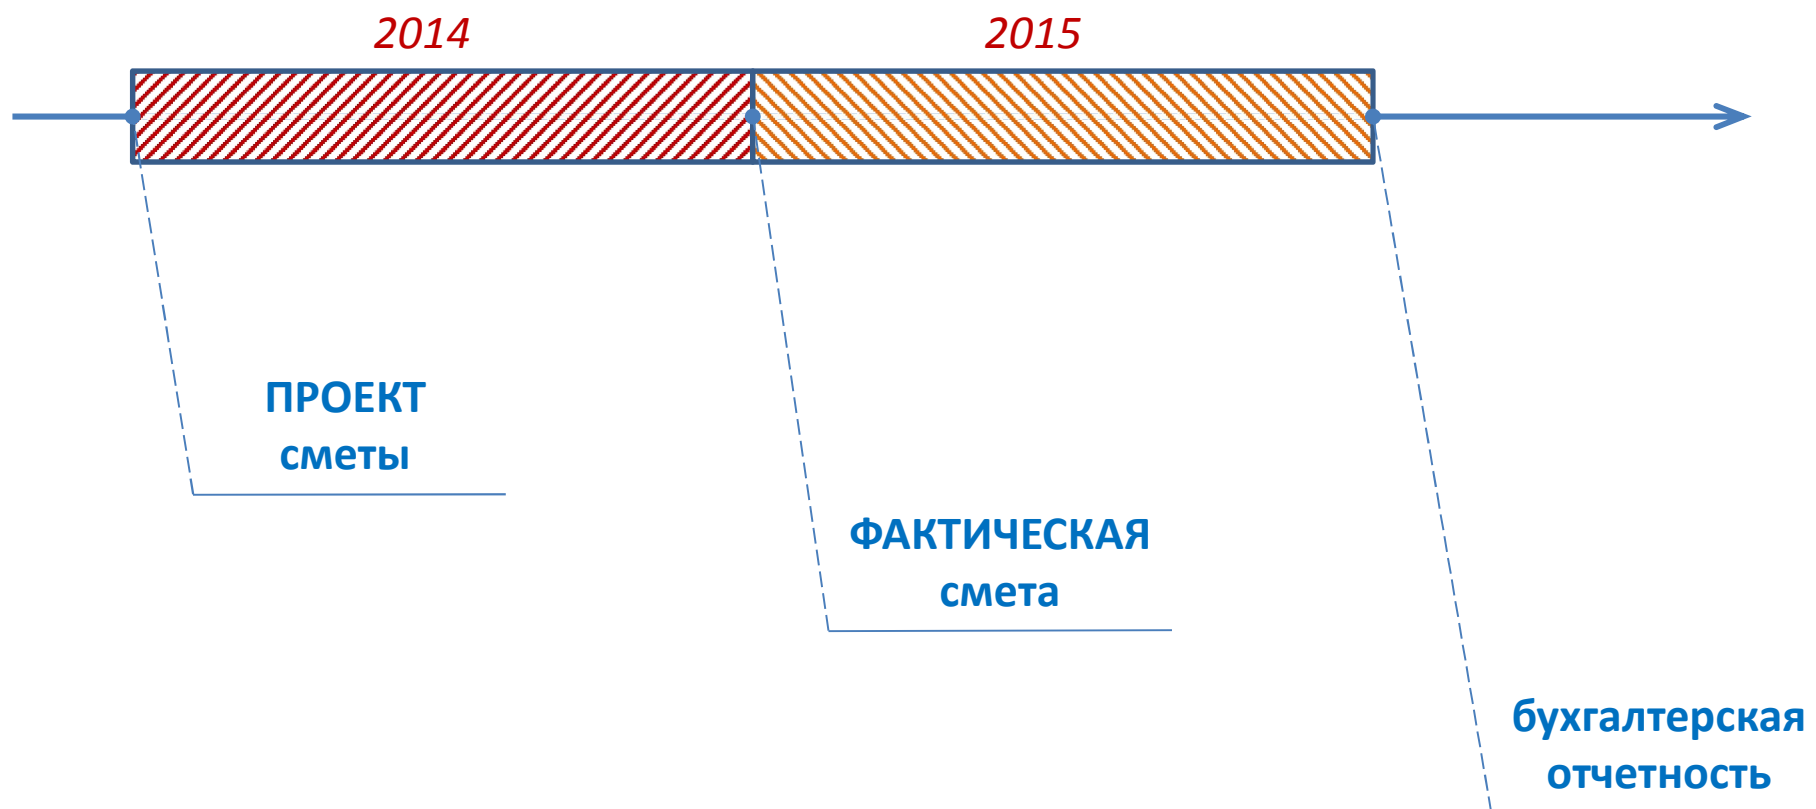 2014
2015
ПРОЕКТ
сметы
ФАКТИЧЕСКАЯ
смета
бухгалтерская
отчетность